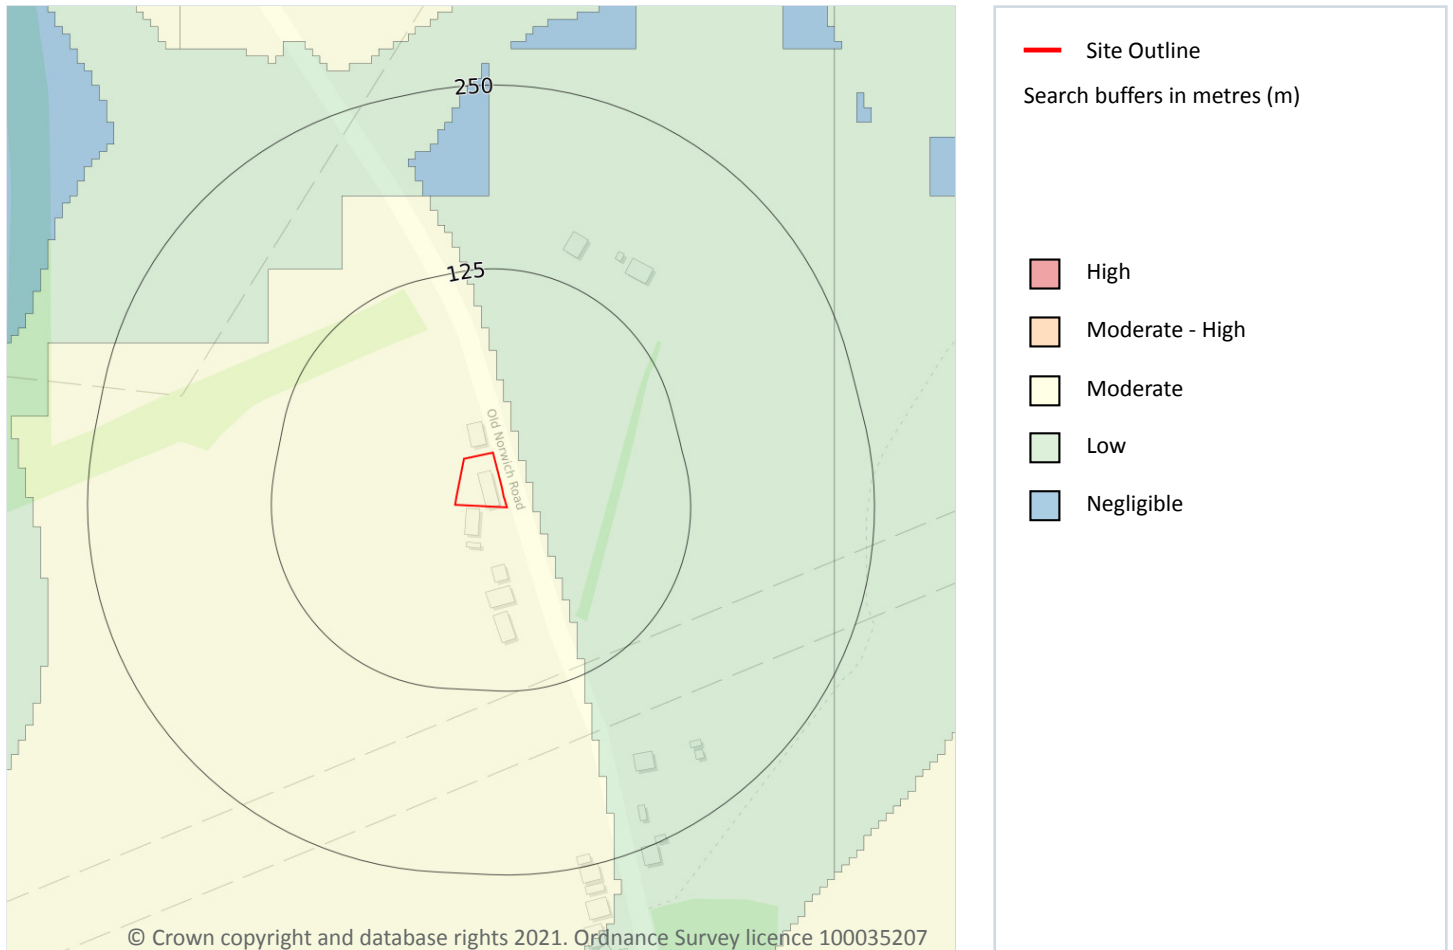 250
125
Old Norwich Road
© Crown copyright and database rights 2021. Ordnance Survey licence 100035207
Site Outline
Search buffers in metres (m)
High
Moderate - High
Moderate
Low
Negligible